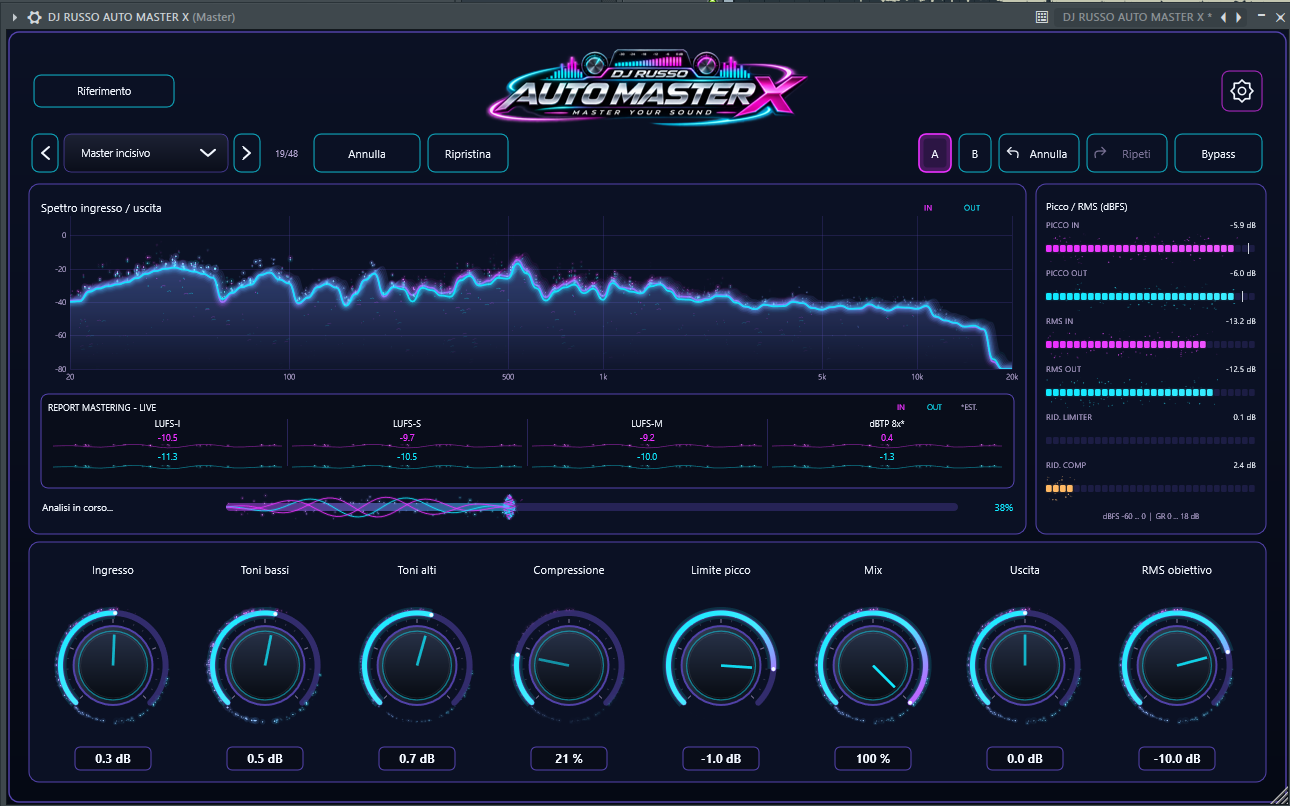 DJ RUSSO AUTO MASTER X (Master)
DJ RUSSO AUTO MASTER X *
Riferimento
DJ RUSSO
AUTO MASTER X
MASTER YOUR SOUND
Master incisivo
19/48
Annulla
Ripristina
A
B
Annulla
Ripeti
Bypass
Spettro ingresso / uscita
IN
OUT
0
-20
-40
-60
-80
20
100
500
1k
5k
10k
20k
REPORT MASTERING - LIVE
IN
OUT
*EST.
LUFS-I
-10.5
-11.3
LUFS-S
-9.7
-10.5
LUFS-M
-9.2
-10.0
dBTP 8x*
0.4
-1.3
Analisi in corso...
38%
Picco / RMS (dBFS)
PICCO IN
-5.9 dB
PICCO OUT
-6.0 dB
RMS IN
-13.2 dB
RMS OUT
-12.5 dB
RID. LIMITER
0.1 dB
RID. COMP
2.4 dB
dBFS -60 .. 0 | GR 0 .. 18 dB
Ingresso
Toni bassi
Toni alti
Compressione
Limite picco
Mix
Uscita
RMS obiettivo
0.3 dB
0.5 dB
0.7 dB
21 %
-1.0 dB
100 %
0.0 dB
-10.0 dB